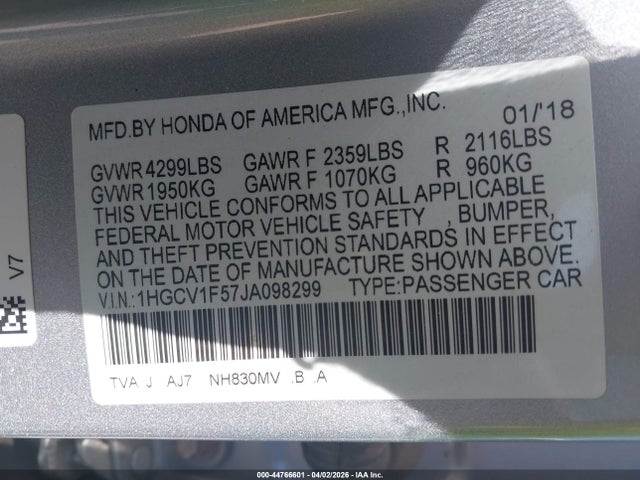 MFD.BY HONDA OF AMERICA MFG.,INC. 01/'18
GVWR 4299LBS GAWR F 2359LBS R 2116LBS
GVWR 1950KG GAWR F 1070KG R 960KG
THIS VEHICLE CONFORMS TO ALL APPLICABLE
FEDERAL MOTOR VEHICLE SAFETY , BUMPER,
AND THEFT PREVENTION STANDARDS IN EFFECT
ON THE DATE OF MANUFACTURE SHOWN ABOVE.
V.I.N.:1HGCV1F57JA098299 TYPE:PASSENGER CAR
TVA J AJ7 NH830MV .B .A
V7
000-44766601 - 04/02/2026 - IAA Inc.